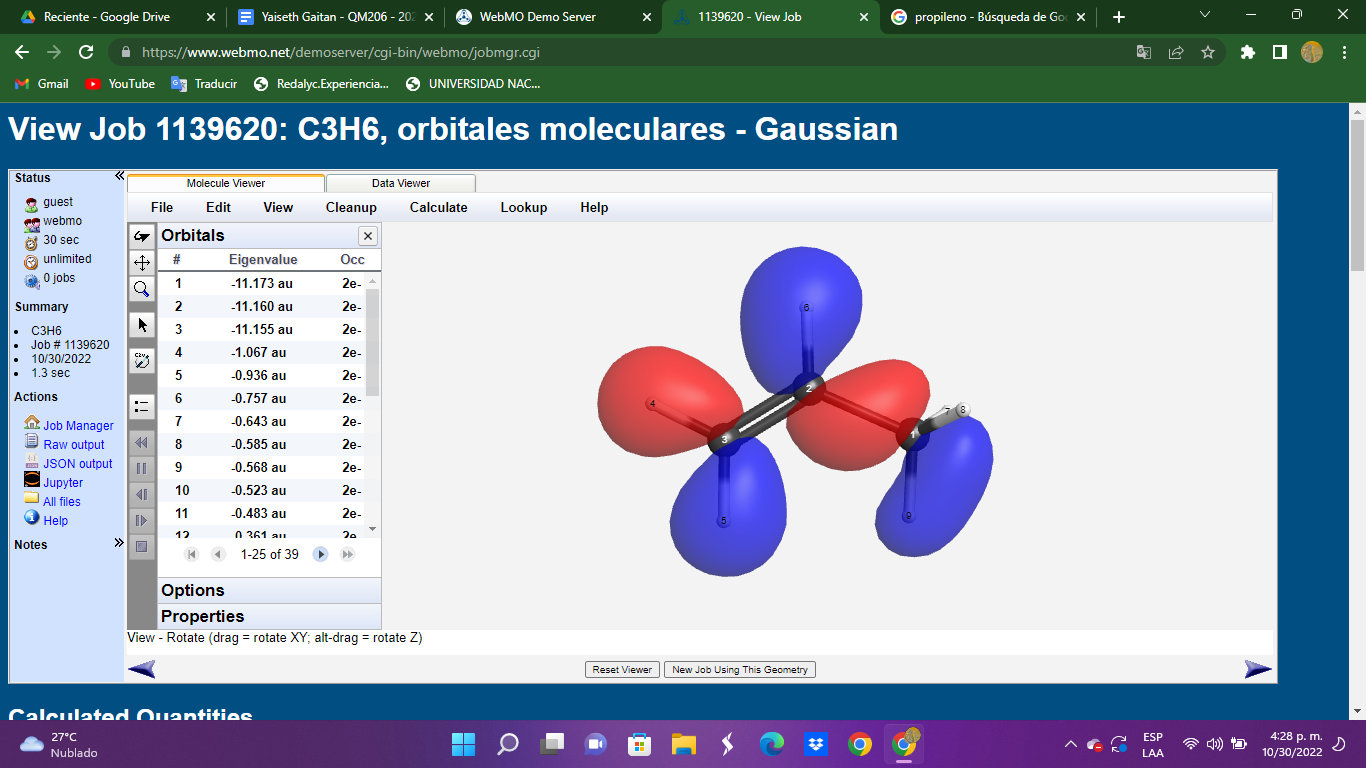 Reciente - Google Drive
Yaiseth Gaitan - QM206 - 202
WebMO Demo Server
1139620 - View Job
propileno - Búsqueda de Goo
https://www.webmo.net/demoserver/cgi-bin/webmo/jobmgr.cgi
Gmail
YouTube
Traducir
Redalyc.Experiencia...
UNIVERSIDAD NAC...
View Job 1139620: C3H6, orbitales moleculares - Gaussian
Status
guest
webmo
30 sec
unlimited
0 jobs
Summary
C3H6
Job # 1139620
10/30/2022
1.3 sec
Actions
Job Manager
Raw output
JSON output
Jupyter
All files
Help
Notes
Molecule Viewer
Data Viewer
File Edit View Cleanup Calculate Lookup Help
Orbitals
# Eigenvalue Occ
1 -11.173 au 2e-
2 -11.160 au 2e-
3 -11.155 au 2e-
4 -1.067 au 2e-
5 -0.936 au 2e-
6 -0.757 au 2e-
7 -0.643 au 2e-
8 -0.585 au 2e-
9 -0.568 au 2e-
10 -0.523 au 2e-
11 -0.483 au 2e-
12 -0.361 au 2e-
1-25 of 39
Options
Properties
6
4
2
7 8
3
1
5
9
View - Rotate (drag = rotate XY; alt-drag = rotate Z)
Reset Viewer
New Job Using This Geometry
Calculated Quantities
27°C
Nublado
ESP
LAA
4:28 p. m.
10/30/2022